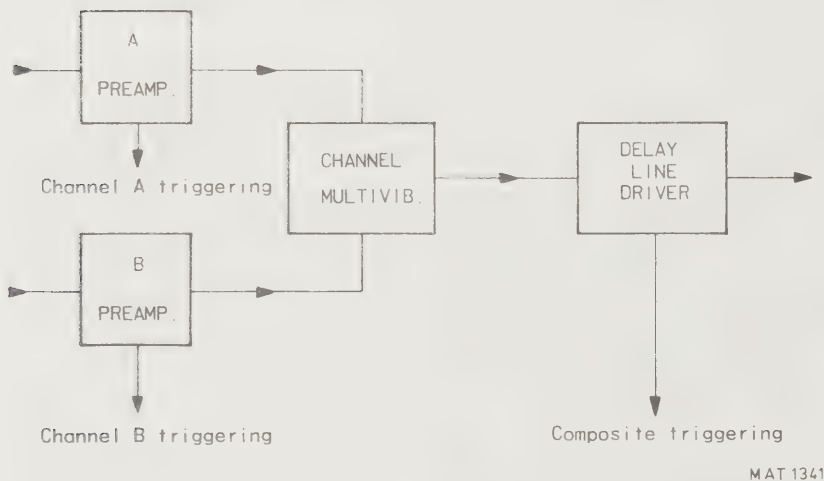 A
PREAMP.
Channel A triggering
CHANNEL
MULTIVIB.
DELAY
LINE
DRIVER
B
PREAMP.
Channel B triggering
Composite triggering
MAT 1341